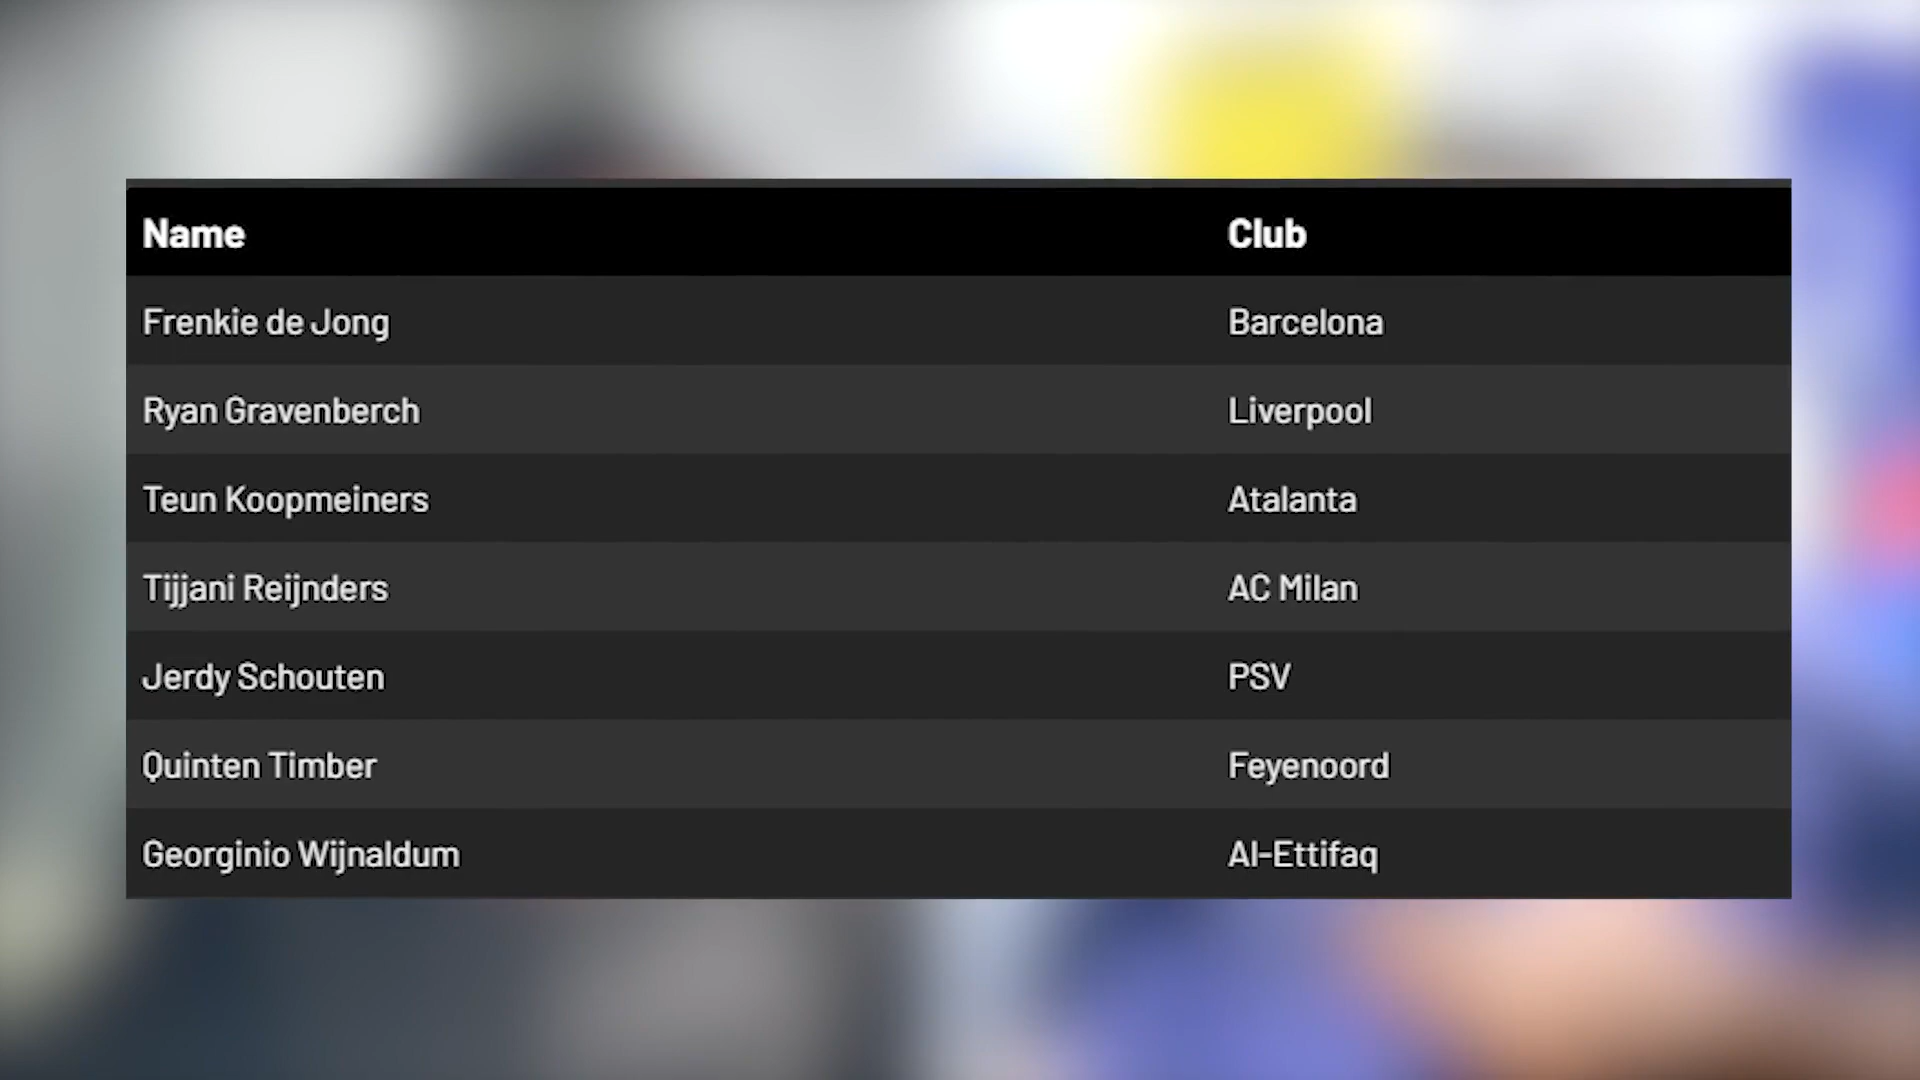 Name Club
Frenkie de Jong Barcelona
Ryan Gravenberch Liverpool
Teun Koopmeiners Atalanta
Tijjani Reijnders AC Milan
Jerdy Schouten PSV
Quinten Timber Feyenoord
Georginio Wijnaldum Al-Ettifaq